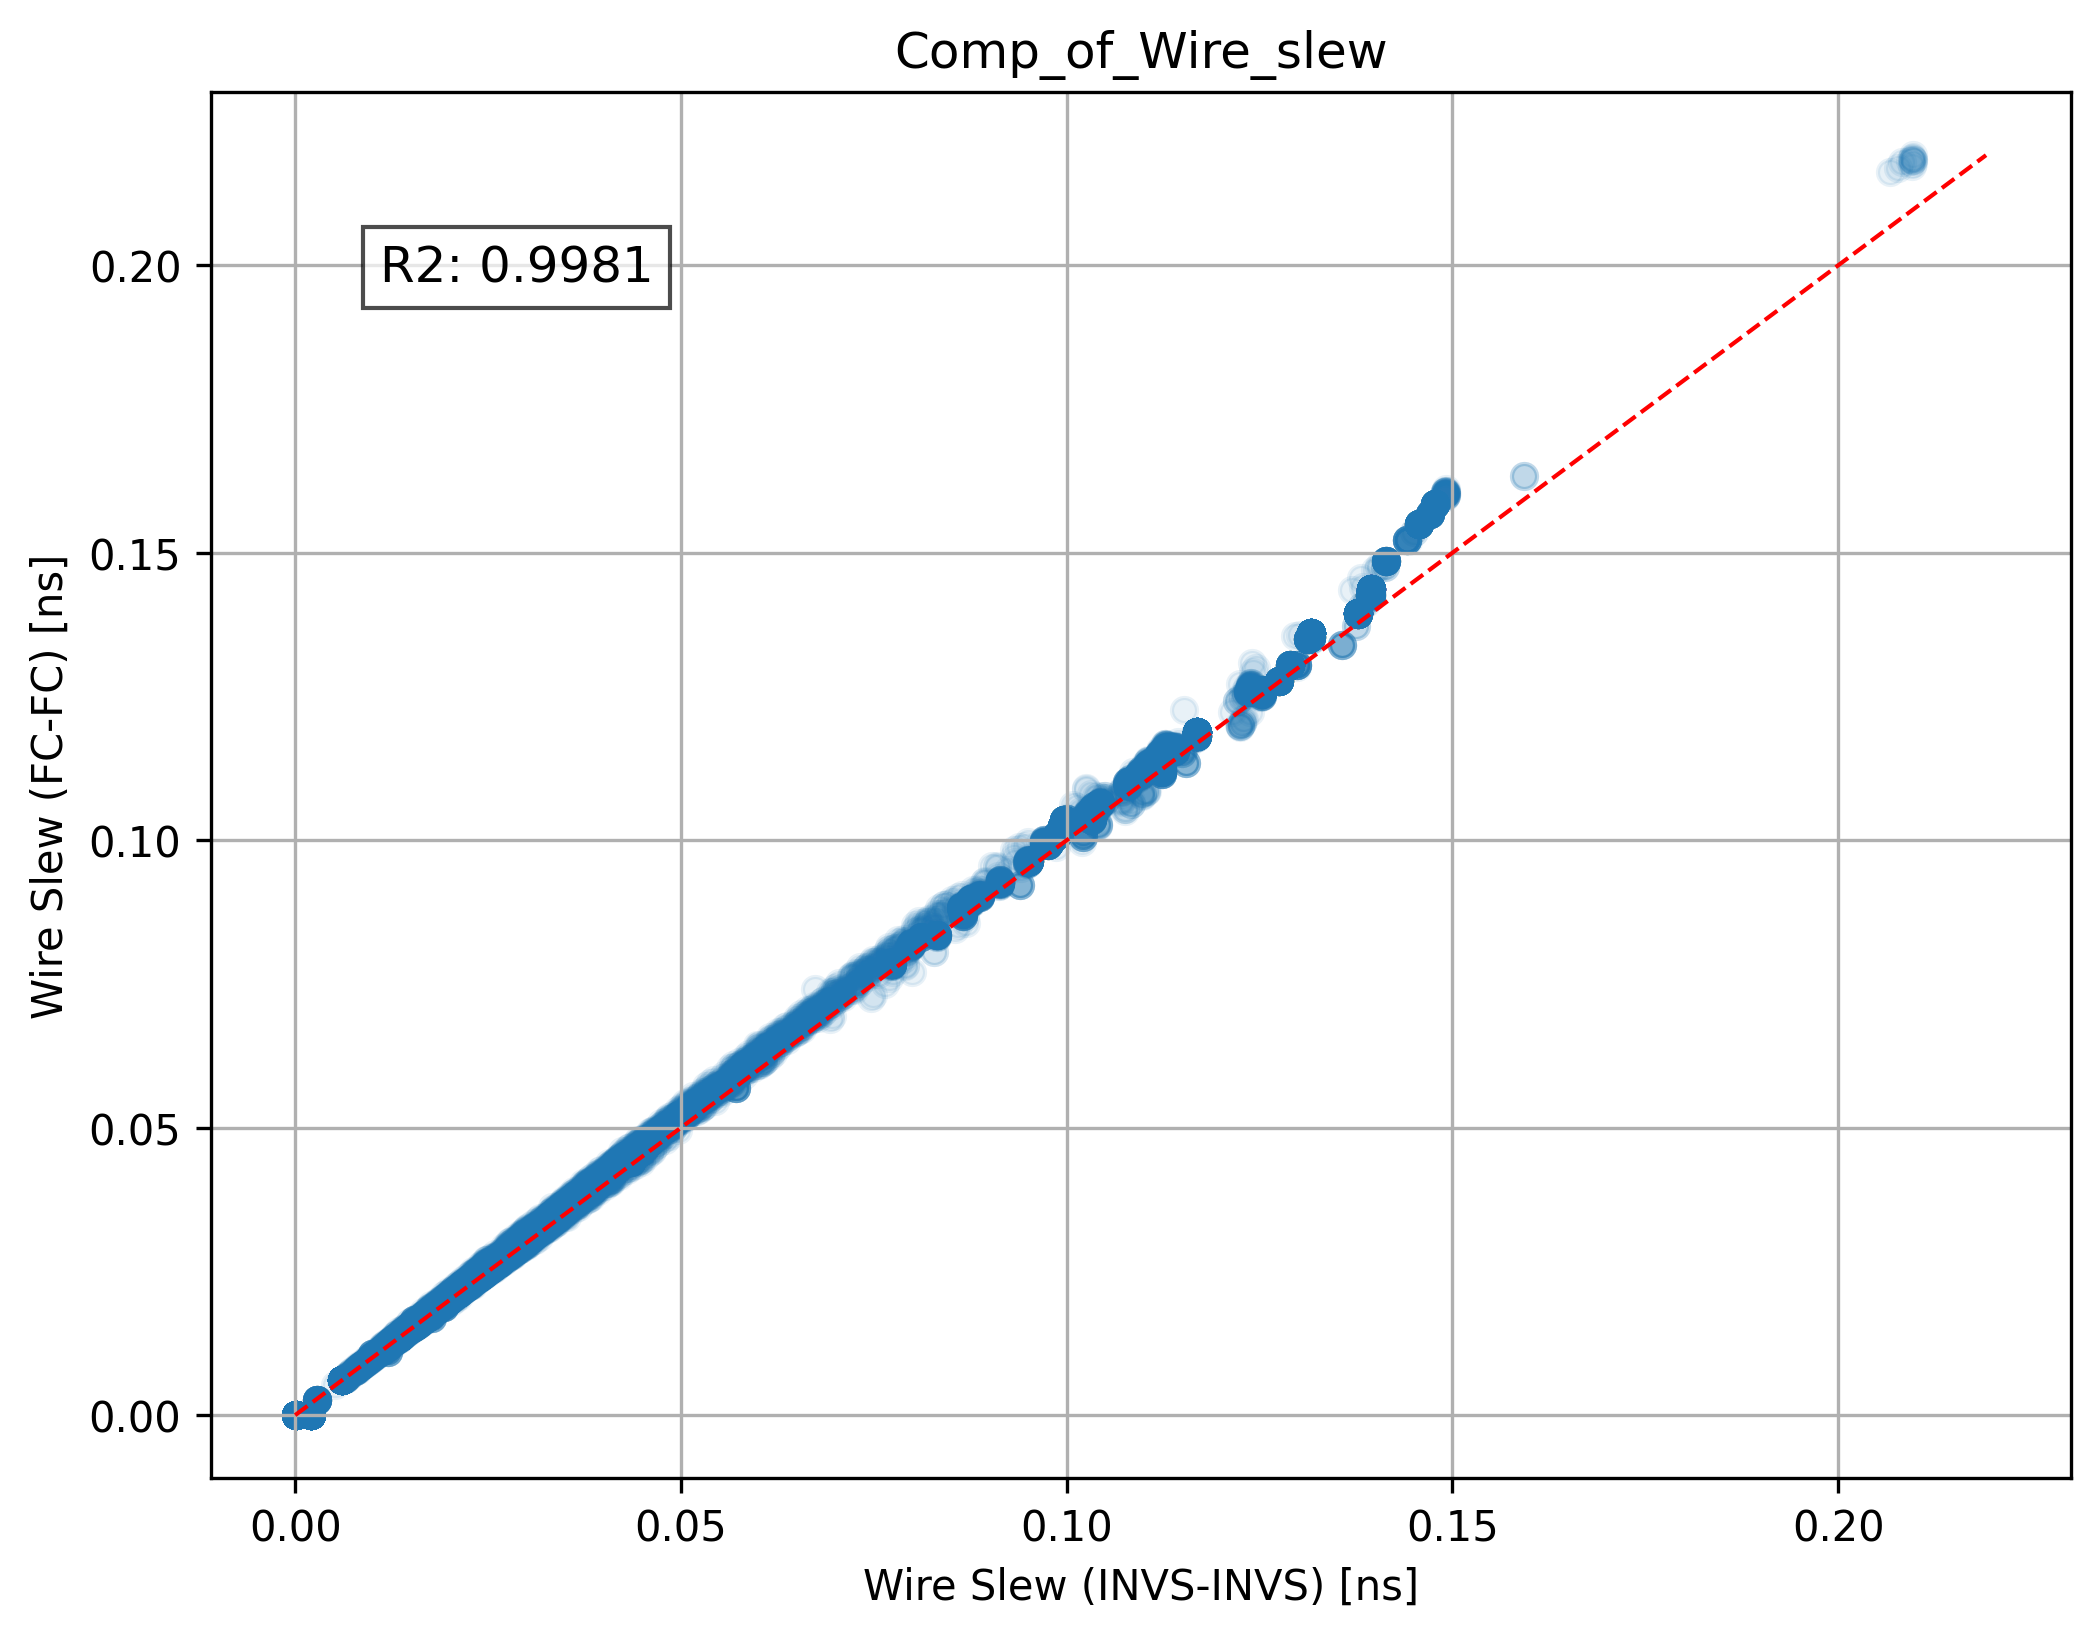 Comp_of_Wire_slew
R2: 0.9981
Wire Slew (FC-FC) [ns]
0.20
0.15
0.10
0.05
0.00
0.00 0.05 0.10 0.15 0.20
Wire Slew (INVS-INVS) [ns]